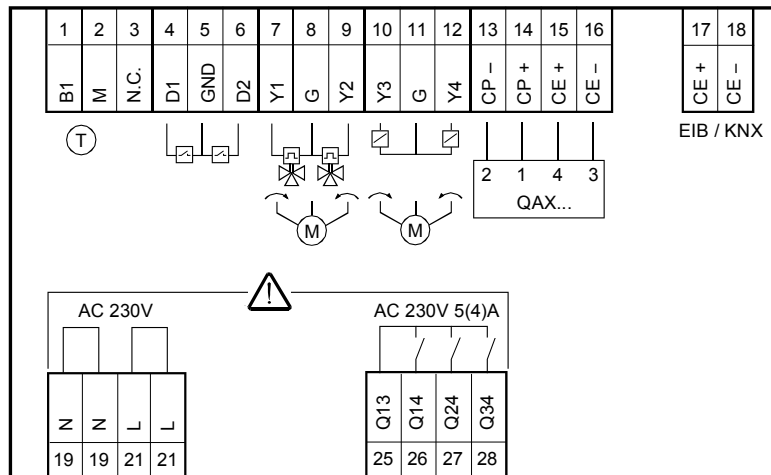 1 2 3 4 5 6 7 8 9 10 11 12 13 14 15 16 17 18
B1 M N.C. D1 GND D2 Y1 G Y2 Y3 G Y4 CP – CP + CE + CE – CE + CE –
T
EIB / KNX
2 1 4 3
QAX...
M M
!
AC 230V AC 230V 5(4)A
N N L L Q13 Q14 Q24 Q34
19 19 21 21 25 26 27 28